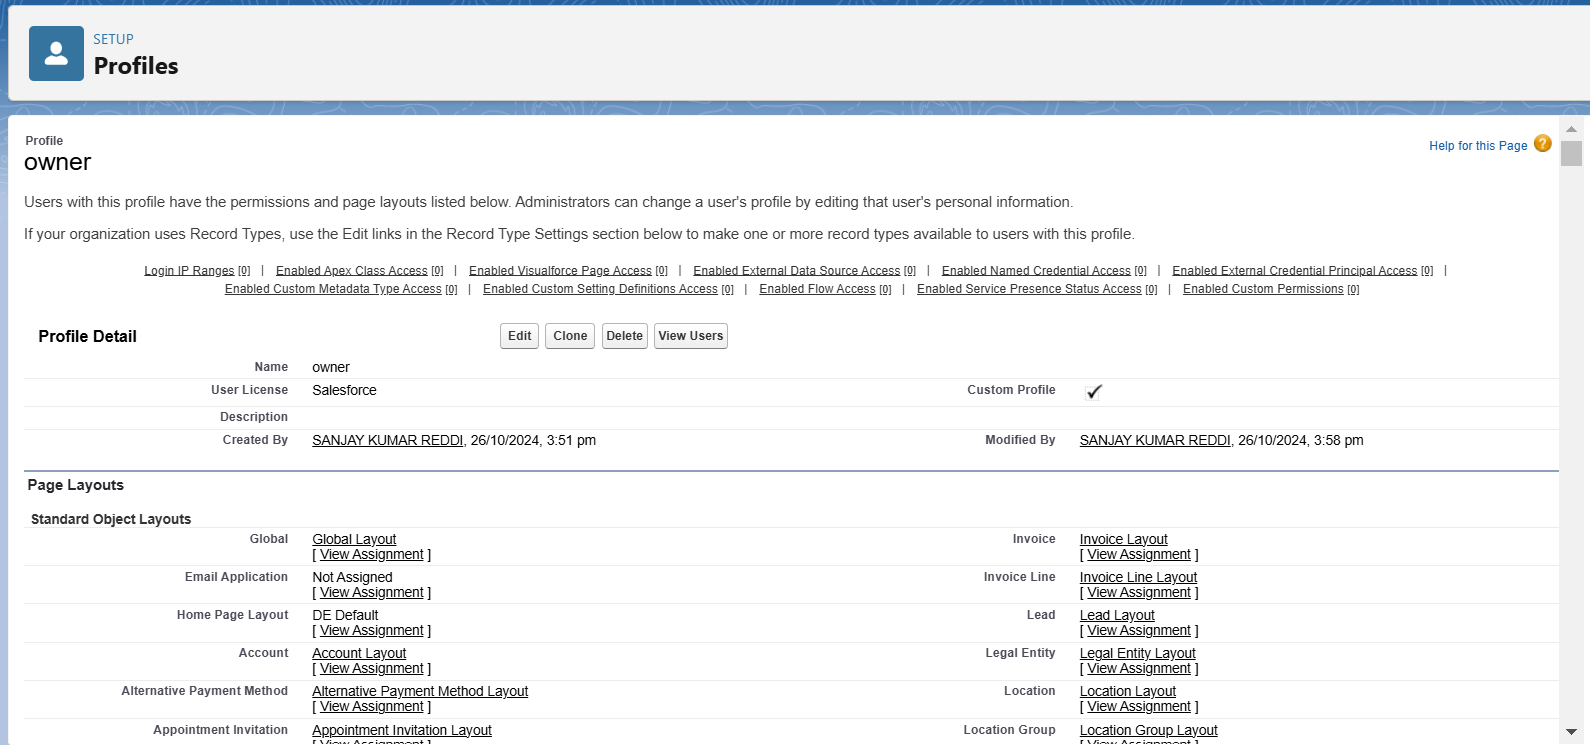 SETUP
Profiles
Profile
owner
Help for this Page ?
Users with this profile have the permissions and page layouts listed below. Administrators can change a user's profile by editing that user's personal information.
If your organization uses Record Types, use the Edit links in the Record Type Settings section below to make one or more record types available to users with this profile.
Login IP Ranges [0] | Enabled Apex Class Access [0] | Enabled Visualforce Page Access [0] | Enabled External Data Source Access [0] | Enabled Named Credential Access [0] | Enabled External Credential Principal Access [0] |
Enabled Custom Metadata Type Access [0] | Enabled Custom Setting Definitions Access [0] | Enabled Flow Access [0] | Enabled Service Presence Status Access [0] | Enabled Custom Permissions [0]
Profile Detail Edit Clone Delete View Users
Name owner
User License Salesforce Custom Profile
Description
Created By SANJAY KUMAR REDDI, 26/10/2024, 3:51 pm Modified By SANJAY KUMAR REDDI, 26/10/2024, 3:58 pm
Page Layouts
Standard Object Layouts
Global Global Layout Invoice Invoice Layout
[ View Assignment ] [ View Assignment ]
Email Application Not Assigned Invoice Line Invoice Line Layout
[ View Assignment ] [ View Assignment ]
Home Page Layout DE Default Lead Lead Layout
[ View Assignment ] [ View Assignment ]
Account Account Layout Legal Entity Legal Entity Layout
[ View Assignment ] [ View Assignment ]
Alternative Payment Method Alternative Payment Method Layout Location Location Layout
[ View Assignment ] [ View Assignment ]
Appointment Invitation Appointment Invitation Layout Location Group Location Group Layout
[ View Assignment ] [ View Assignment ]